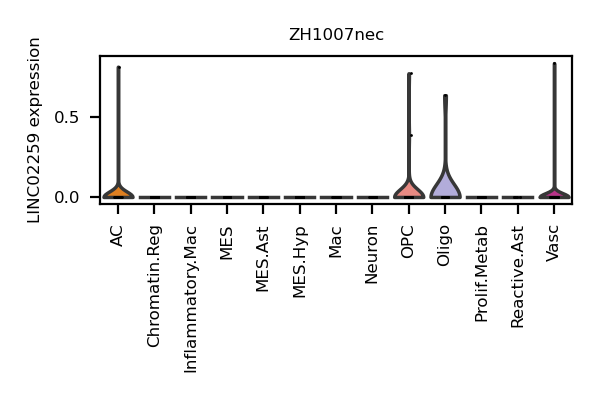 ZH1007nec
LINC02259 expression
0.5
0.0
AC
Chromatin.Reg
Inflammatory.Mac
MES
MES.Ast
MES.Hyp
Mac
Neuron
OPC
Oligo
Prolif.Metab
Reactive.Ast
Vasc